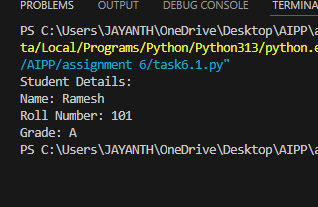 PROBLEMS OUTPUT DEBUG CONSOLE TERMINA
PS C:\Users\JAYANTH\OneDrive\Desktop\AIPP\a
ta/Local/Programs/Python/Python313/python.e
/AIPP/assignment 6/task6.1.py"
Student Details:
Name: Ramesh
Roll Number: 101
Grade: A
PS C:\Users\JAYANTH\OneDrive\Desktop\AIPP\a